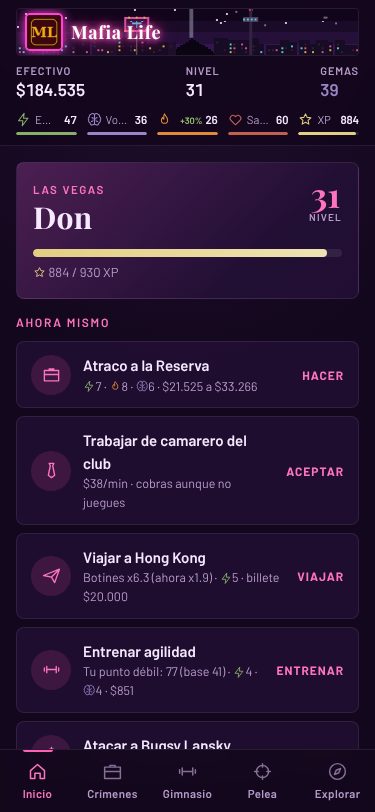 ML Mafia Life
EFECTIVO NIVEL GEMAS
$184.535 31 39
E... 47 Vo... 36 +30% 26 Sa... 60 XP 884
LAS VEGAS
Don
31
NIVEL
884 / 930 XP
AHORA MISMO
Atraco a la Reserva
7 · 8 · 6 · $21.525 a $33.266
HACER
Trabajar de camarero del
club
$38/min · cobras aunque no
juegues
ACEPTAR
Viajar a Hong Kong
Botines x6.3 (ahora x1.9) · 5 · billete
$20.000
VIAJAR
Entrenar agilidad
Tu punto débil: 77 (base 41) · 4 ·
4 · $851
ENTRENAR
Atacar a Bugsy Lansky
Inicio Crímenes Gimnasio Pelea Explorar